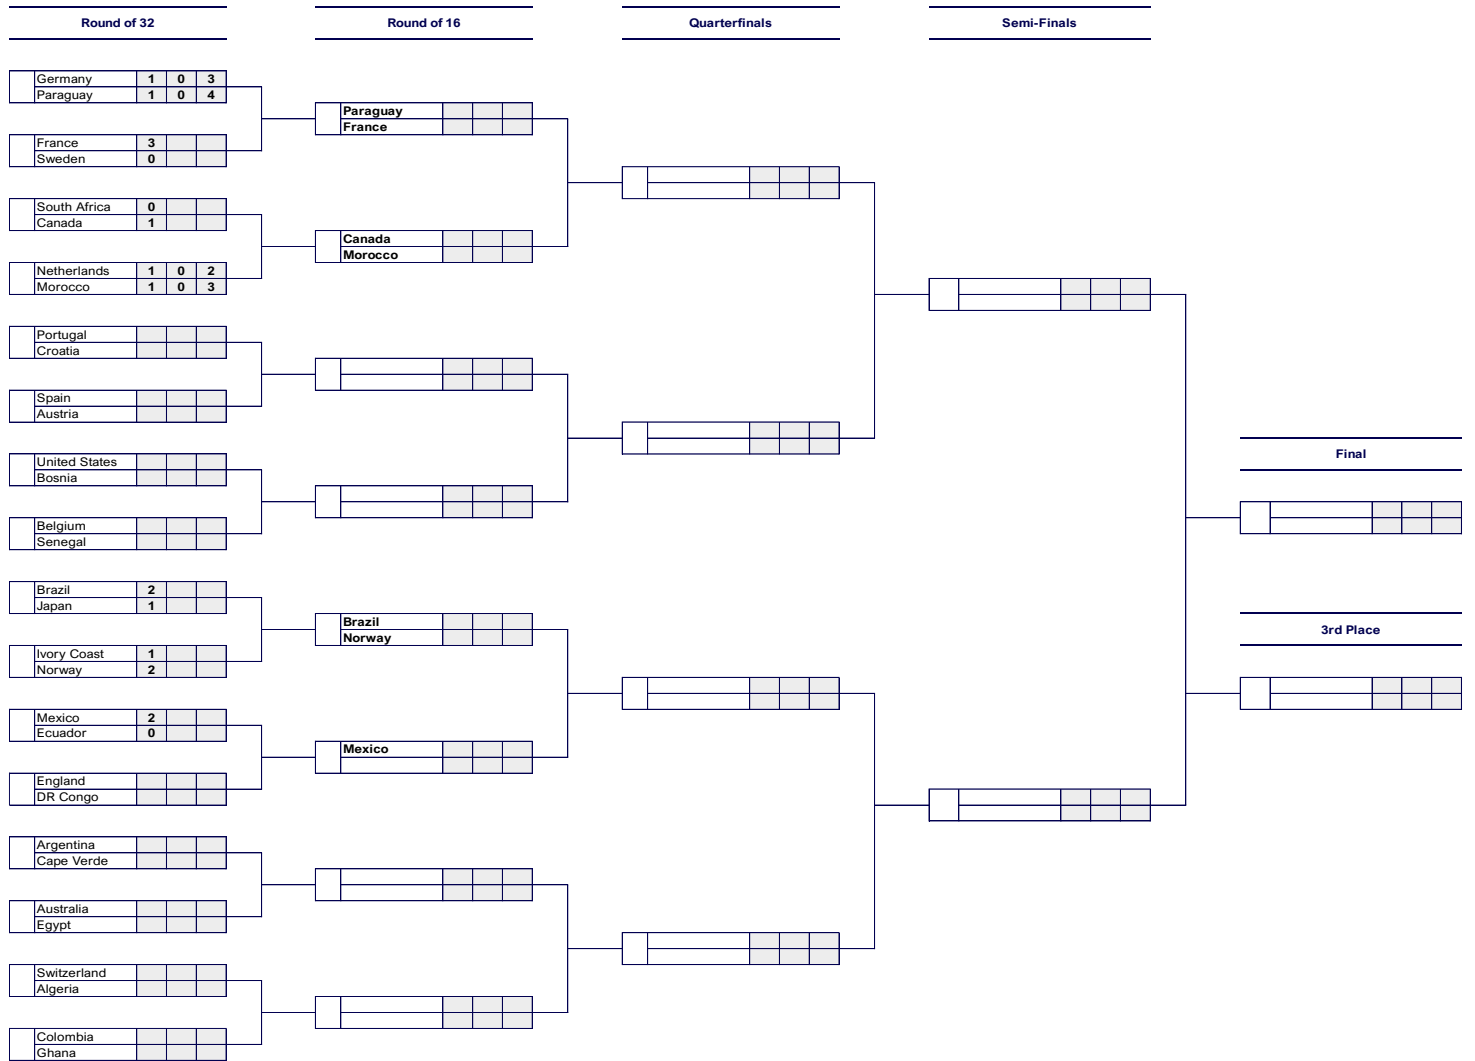 Round of 32
Round of 16
Quarterfinals
Semi-Finals
Germany 1 0 3
Paraguay 1 0 4
France 3
Sweden 0
South Africa 0
Canada 1
Netherlands 1 0 2
Morocco 1 0 3
Portugal
Croatia
Spain
Austria
United States
Bosnia
Belgium
Senegal
Brazil 2
Japan 1
Ivory Coast 1
Norway 2
Mexico 2
Ecuador 0
England
DR Congo
Argentina
Cape Verde
Australia
Egypt
Switzerland
Algeria
Colombia
Ghana
Paraguay
France
Canada
Morocco
Brazil
Norway
Mexico
Final
3rd Place